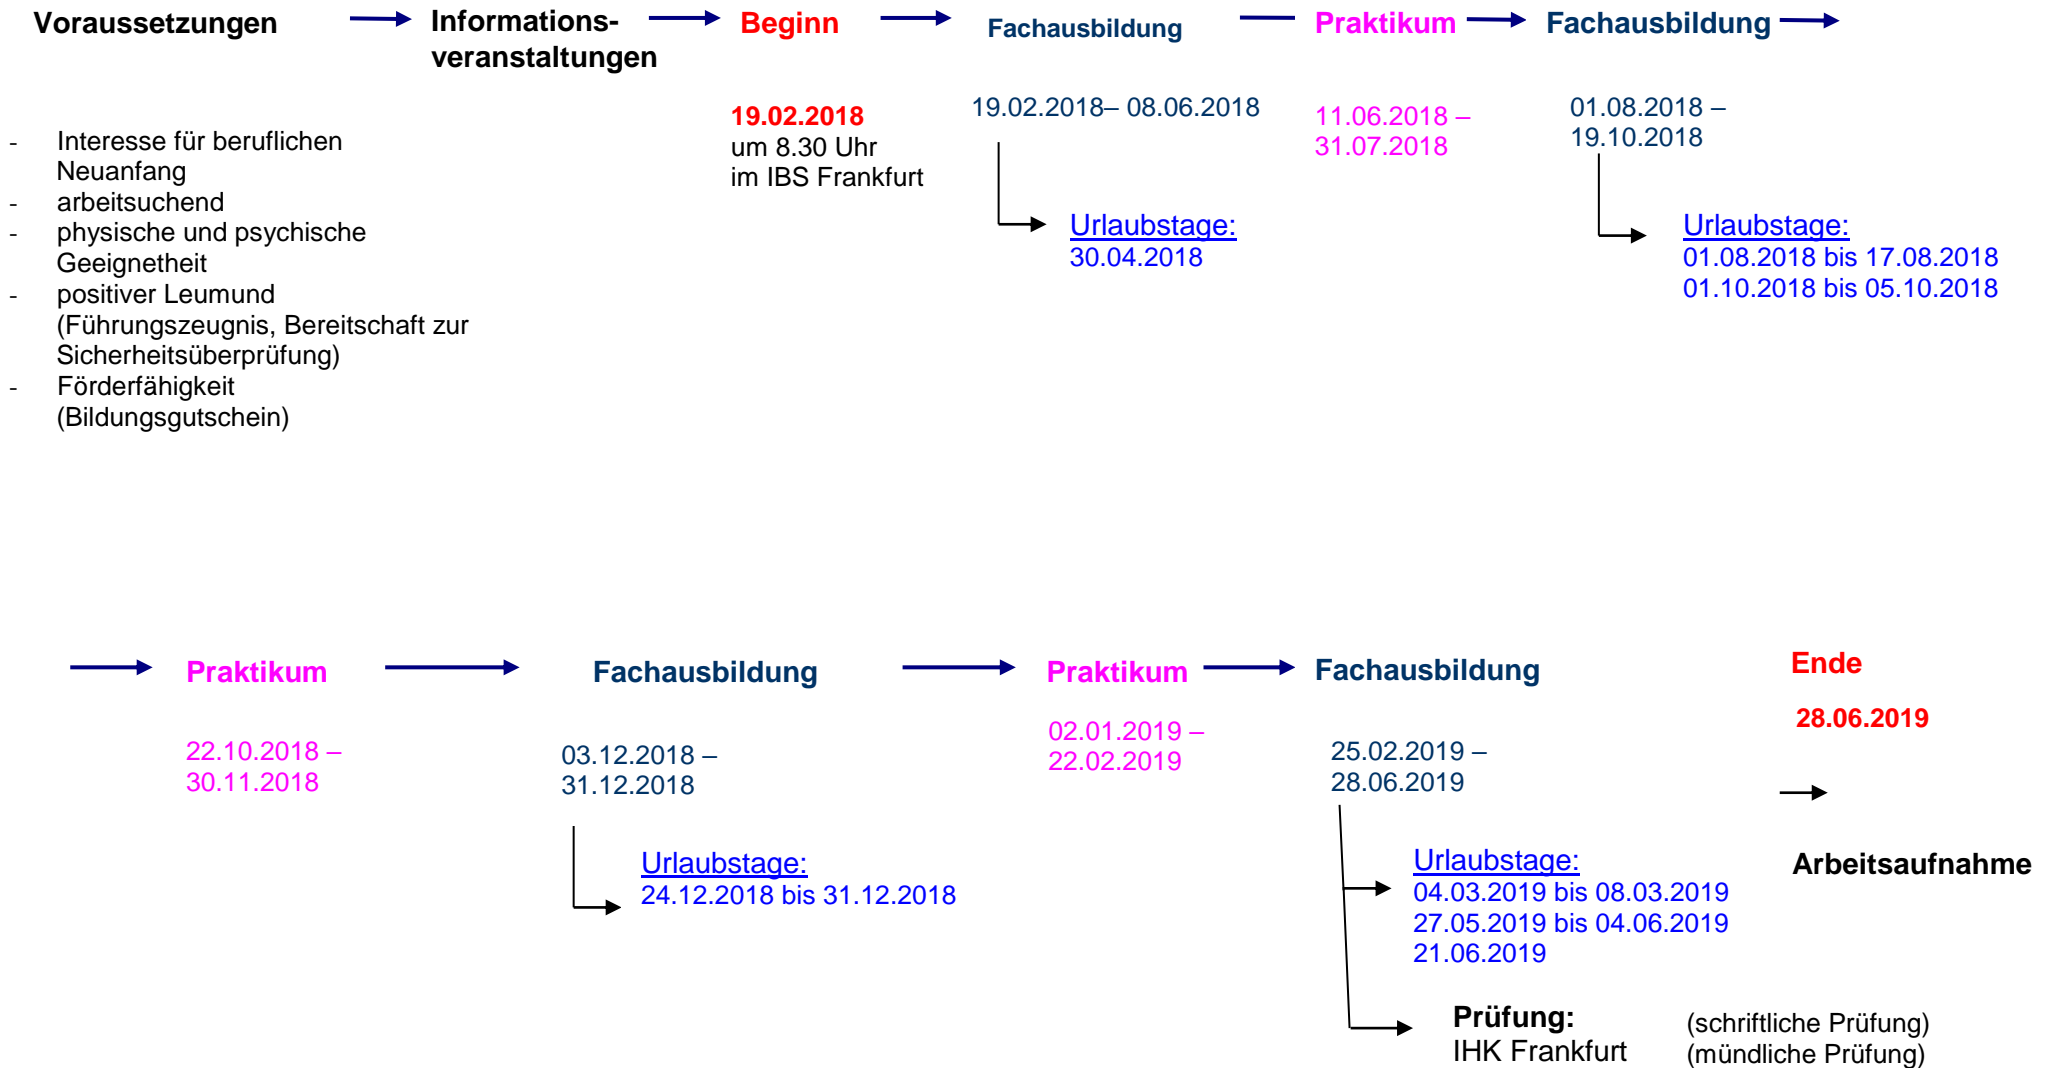 Voraussetzungen
Informations-
veranstaltungen
Beginn
Fachausbildung
Praktikum
Fachausbildung
- Interesse für beruflichen
Neuanfang
- arbeitsuchend
- physische und psychische
Geeignetheit
- positiver Leumund
(Führungszeugnis, Bereitschaft zur
Sicherheitsüberprüfung)
- Förderfähigkeit
(Bildungsgutschein)
19.02.2018
um 8.30 Uhr
im IBS Frankfurt
19.02.2018– 08.06.2018
Urlaubstage:
30.04.2018
11.06.2018 –
31.07.2018
01.08.2018 –
19.10.2018
Urlaubstage:
01.08.2018 bis 17.08.2018
01.10.2018 bis 05.10.2018
Praktikum
Fachausbildung
Praktikum
Fachausbildung
Ende
22.10.2018 –
30.11.2018
03.12.2018 –
31.12.2018
Urlaubstage:
24.12.2018 bis 31.12.2018
02.01.2019 –
22.02.2019
25.02.2019 –
28.06.2019
Urlaubstage:
04.03.2019 bis 08.03.2019
27.05.2019 bis 04.06.2019
21.06.2019
Prüfung: (schriftliche Prüfung)
IHK Frankfurt (mündliche Prüfung)
28.06.2019
Arbeitsaufnahme